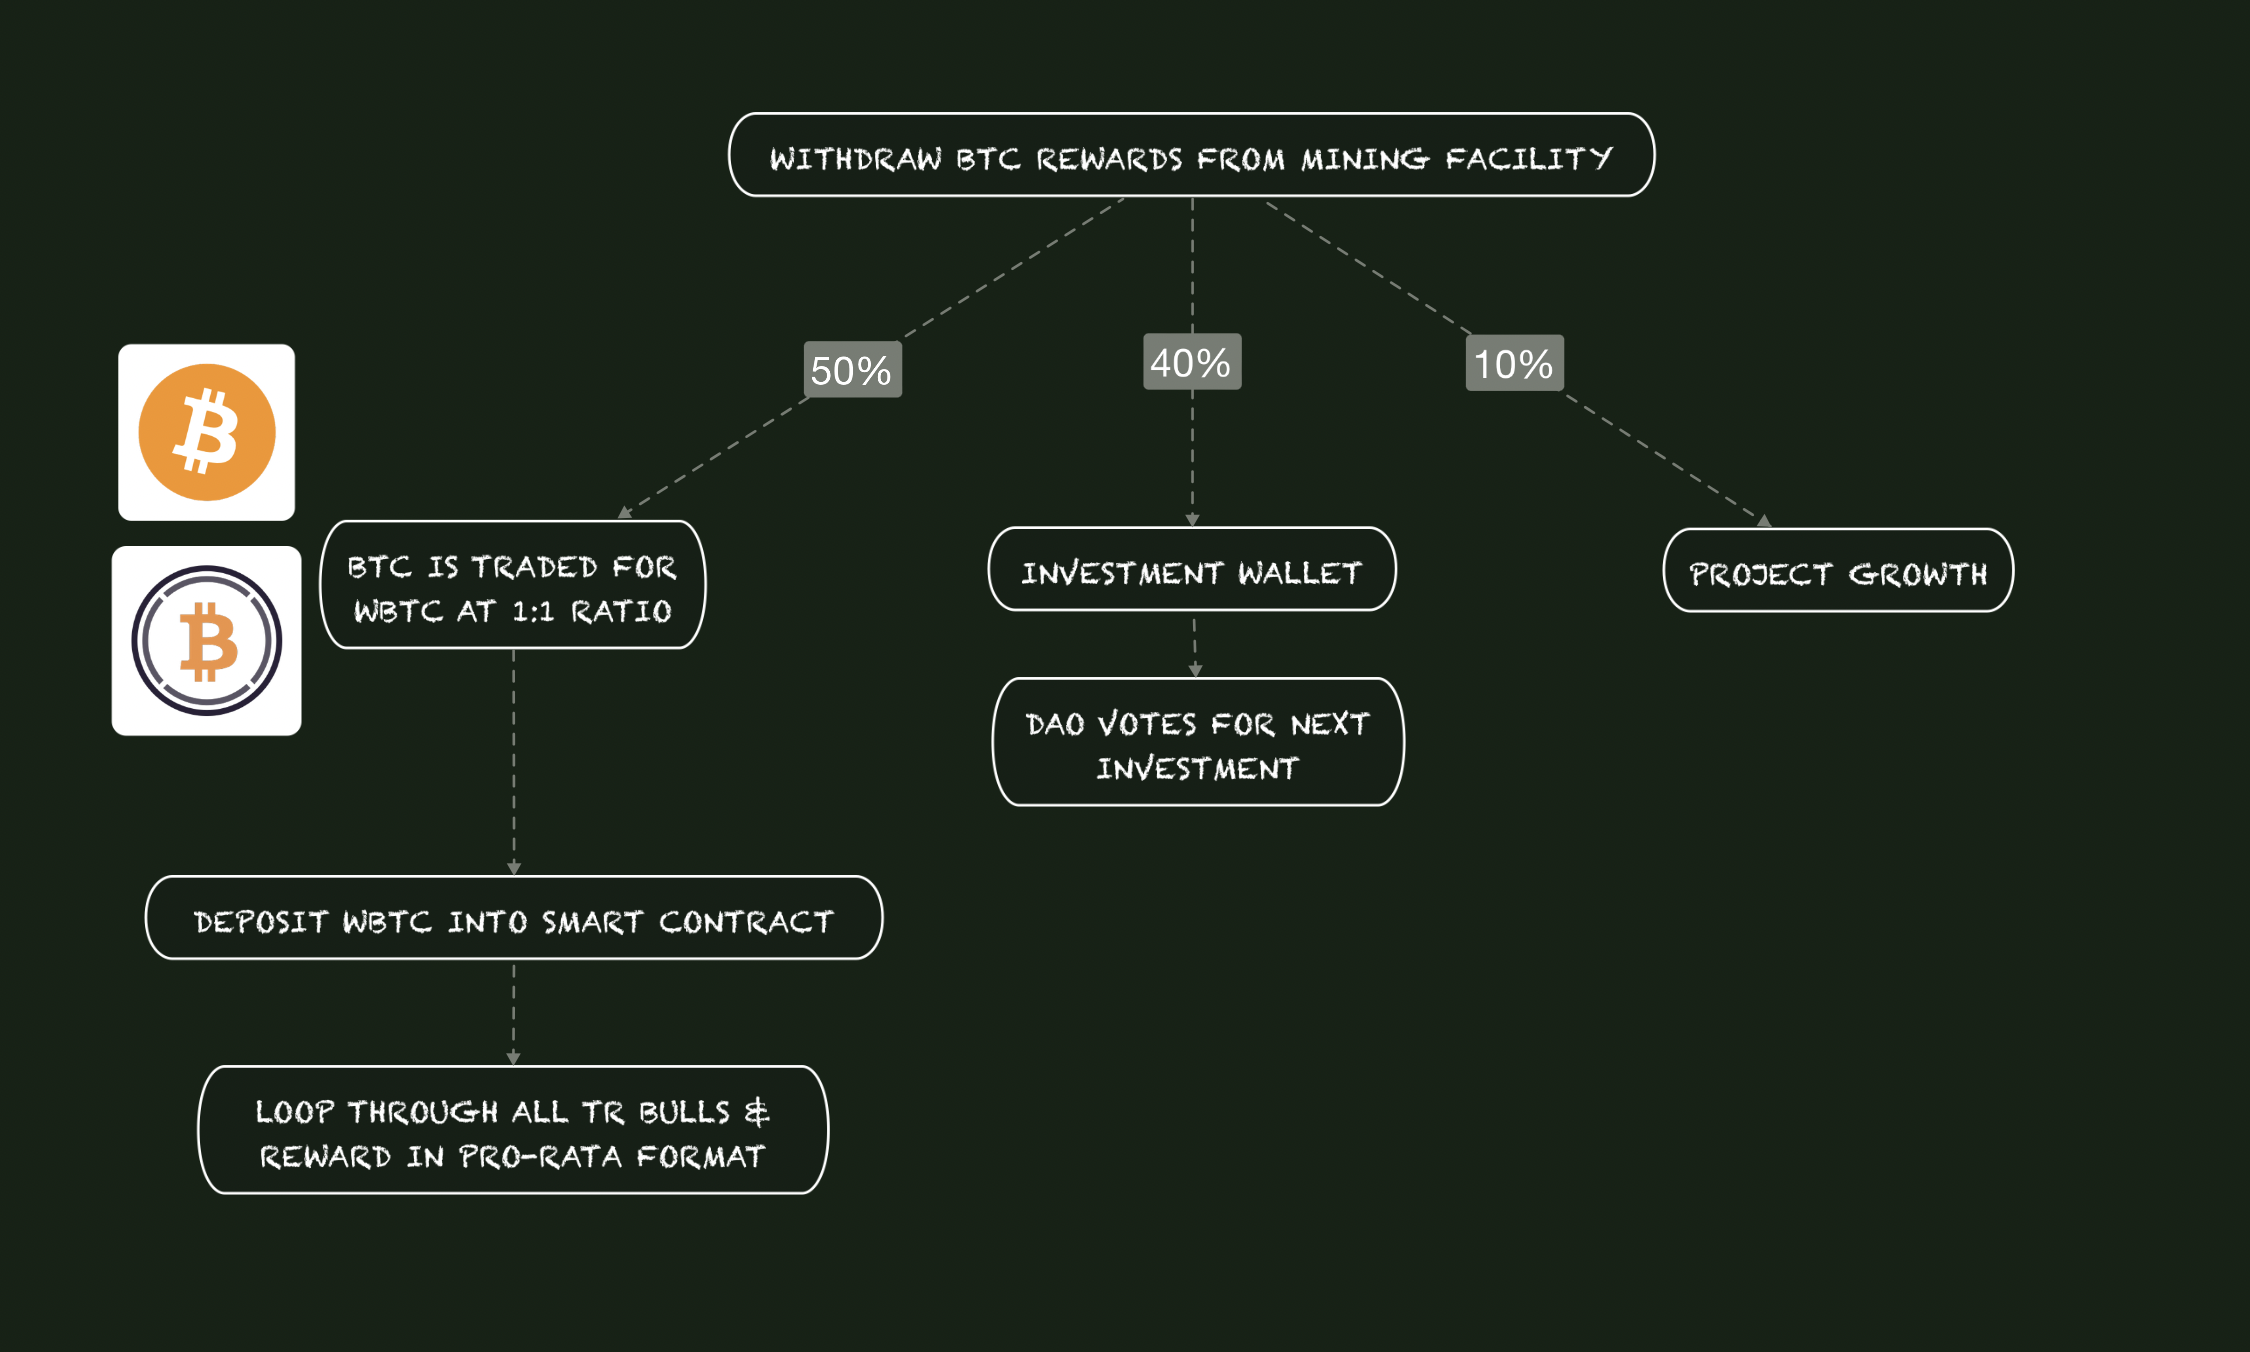 WITHDRAW BTC REWARDS FROM MINING FACILITY
50%
40%
10%
BTC IS TRADED FOR
WBTC AT 1:1 RATIO
INVESTMENT WALLET
PROJECT GROWTH
DAO VOTES FOR NEXT
INVESTMENT
DEPOSIT WBTC INTO SMART CONTRACT
LOOP THROUGH ALL TR BULLS &
REWARD IN PRO-RATA FORMAT